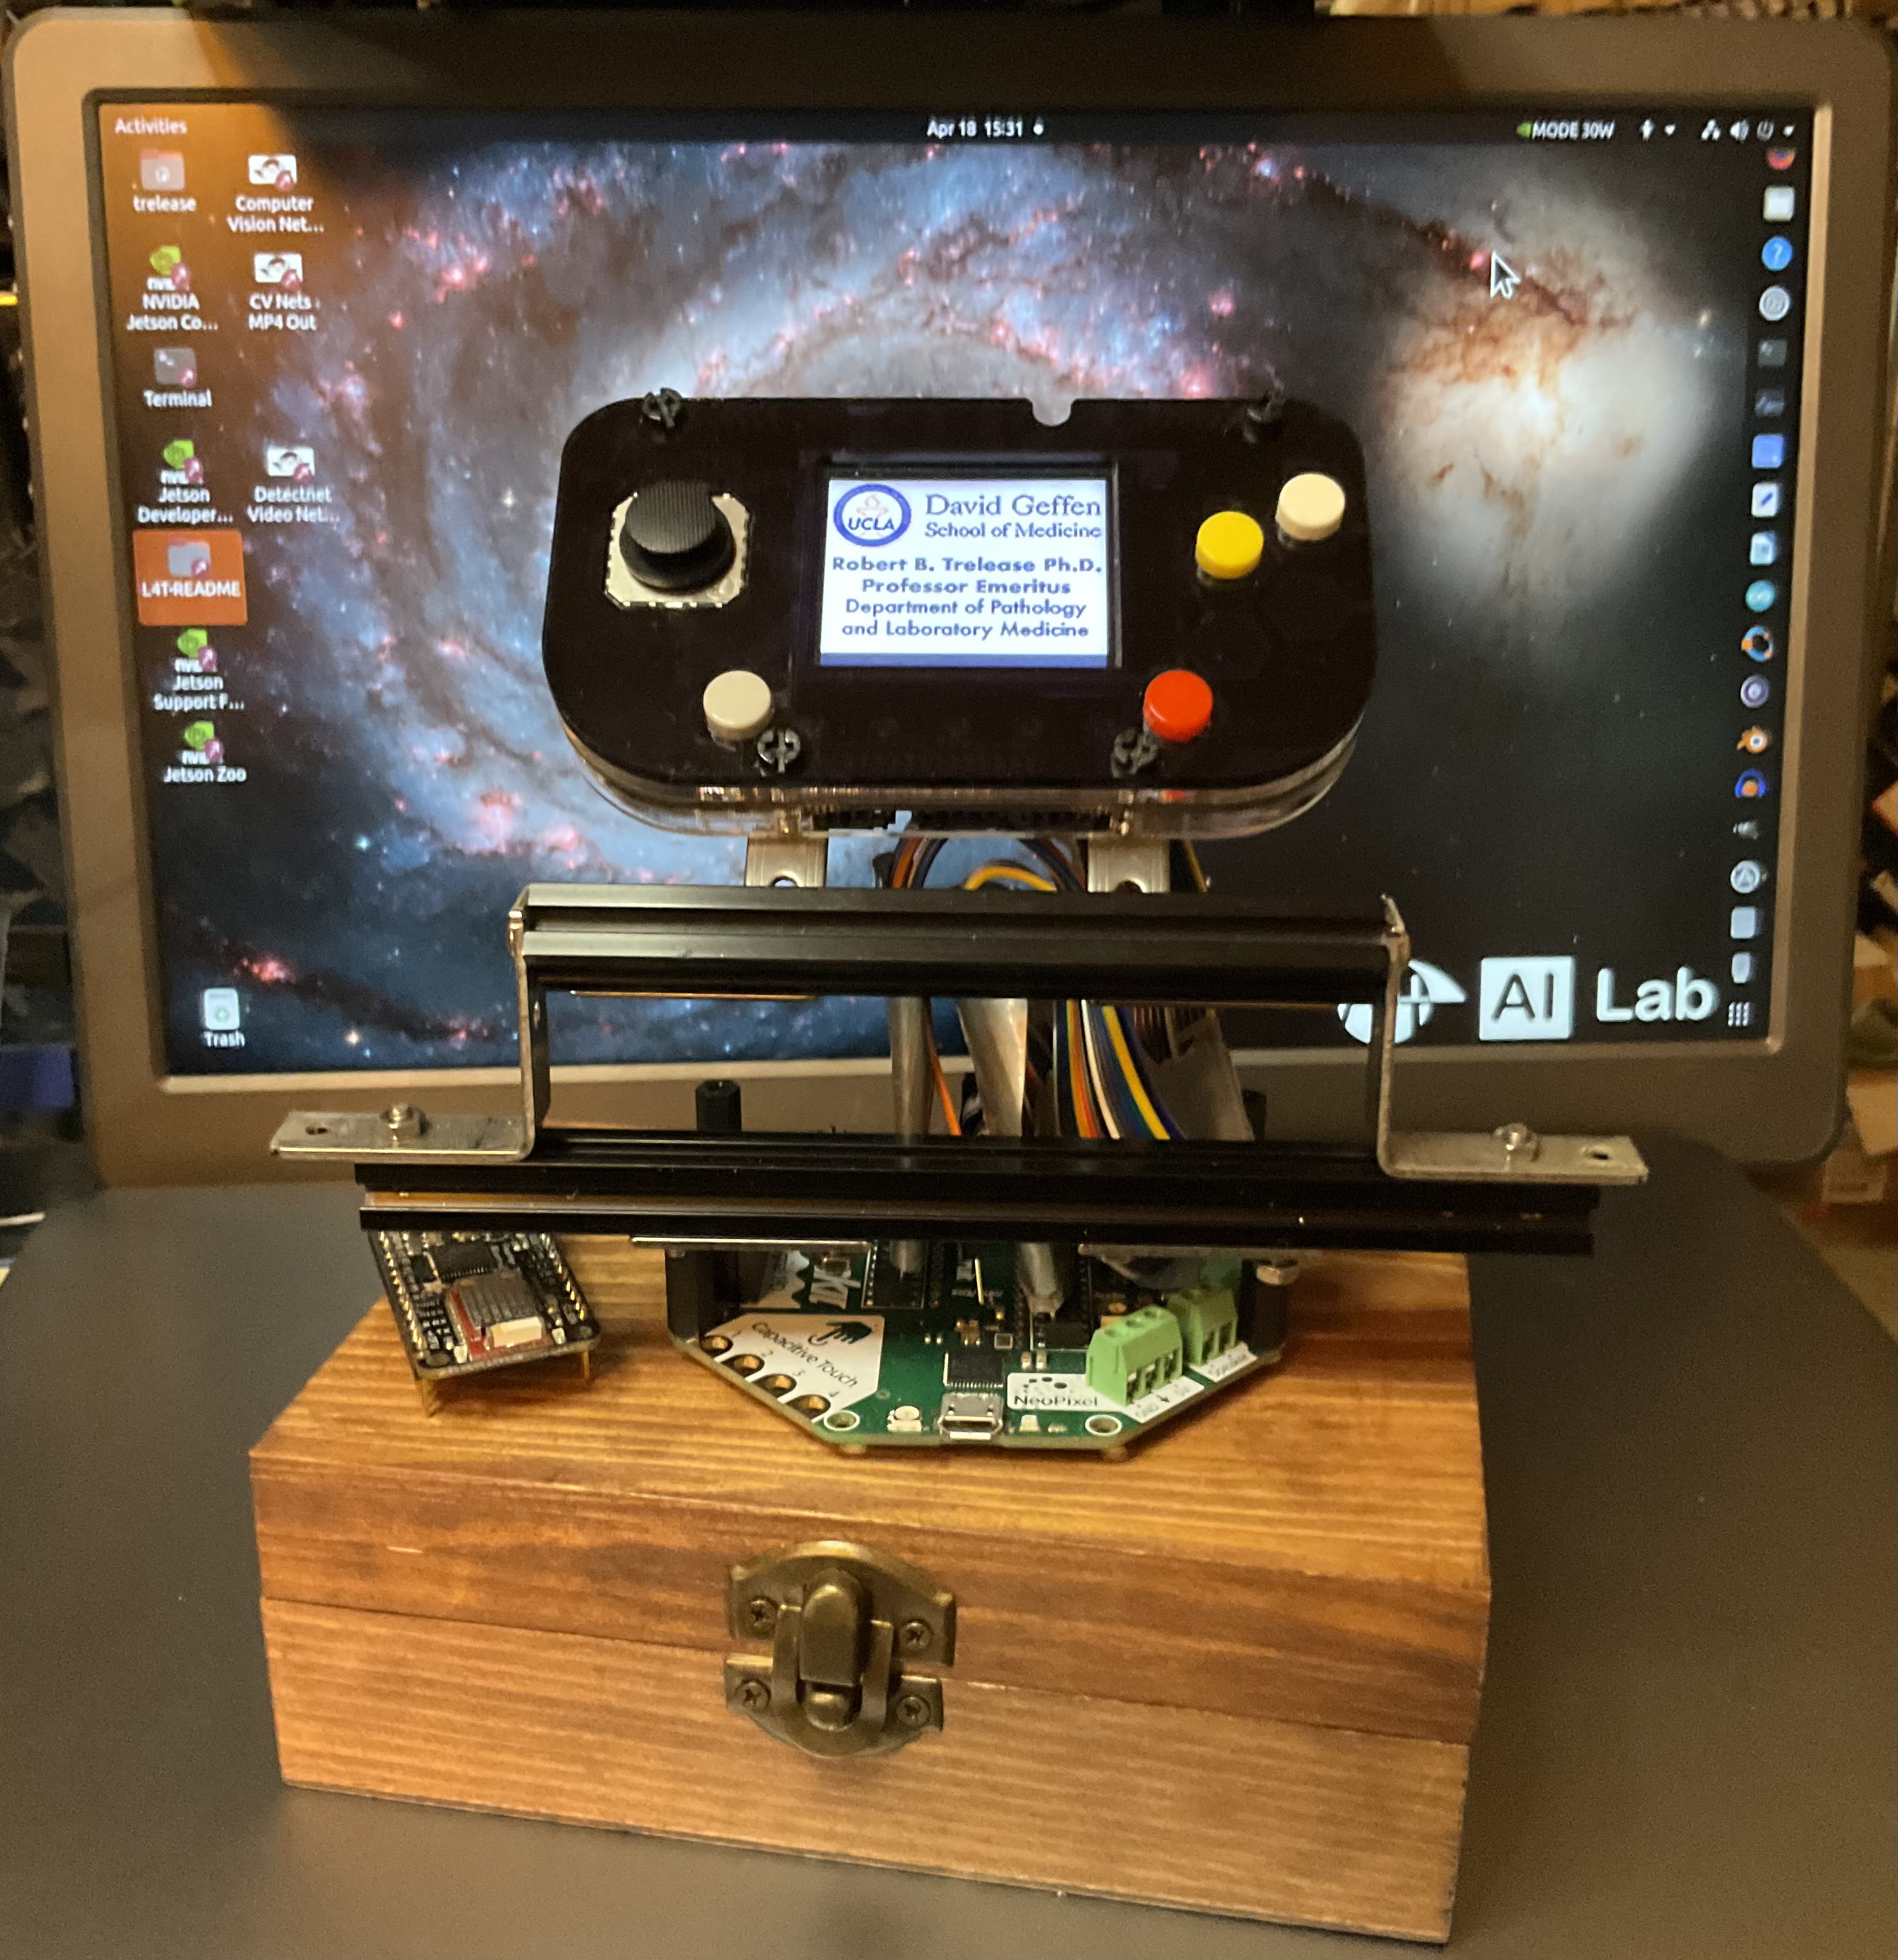 Activities
Apr 18 15:31
MODE 30W
trelease
Computer
Vision Net...
NVIDIA
Jetson Co...
CV Nets
MP4 Out
Terminal
Jetson
Developer...
Detectnet
Video Net...
L4T-README
Jetson
Support F...
Jetson Zoo
Trash
UCLA
David Geffen
School of Medicine
Robert B. Trelease Ph.D.
Professor Emeritus
Department of Pathology
and Laboratory Medicine
AI Lab
Capacitive Touch
1
2
3
4
NeoPixel
Speaker
GND
5V